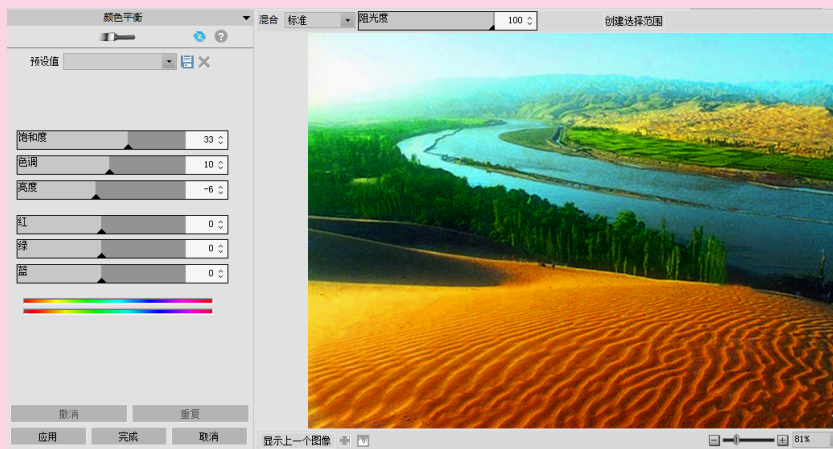 颜色平衡
预设值
饱和度 33
色调 10
亮度 -6
红 0
绿 0
蓝 0
撤消 重复
应用 完成 取消
混合 标准 阻光度 100 创建选择范围
显示上一个图像 81%